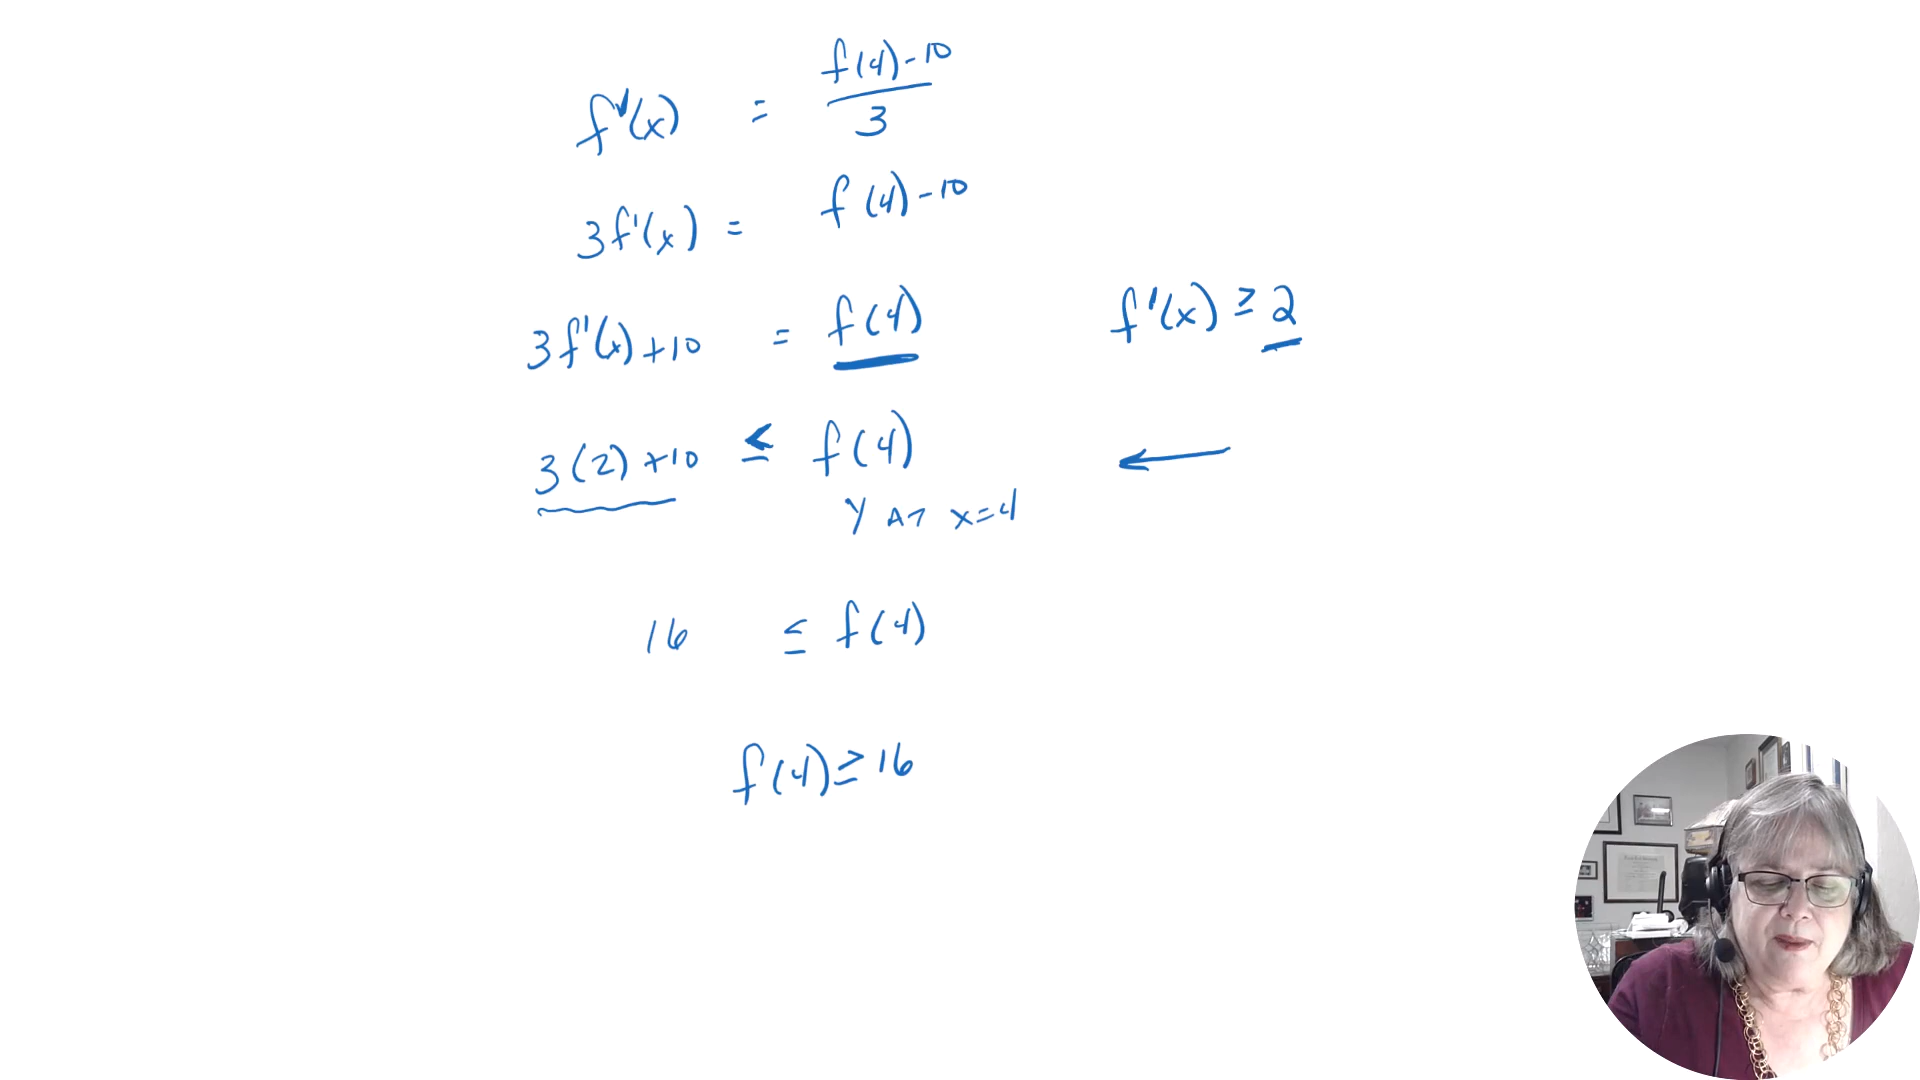 f'(x) = f(4)-10 / 3
3f'(x) = f(4)-10
3f'(x)+10 = f(4)
f'(x) ≥ 2
3(2)+10 ≤ f(4)
Y AT x=4
16 ≤ f(4)
f(4) ≥ 16